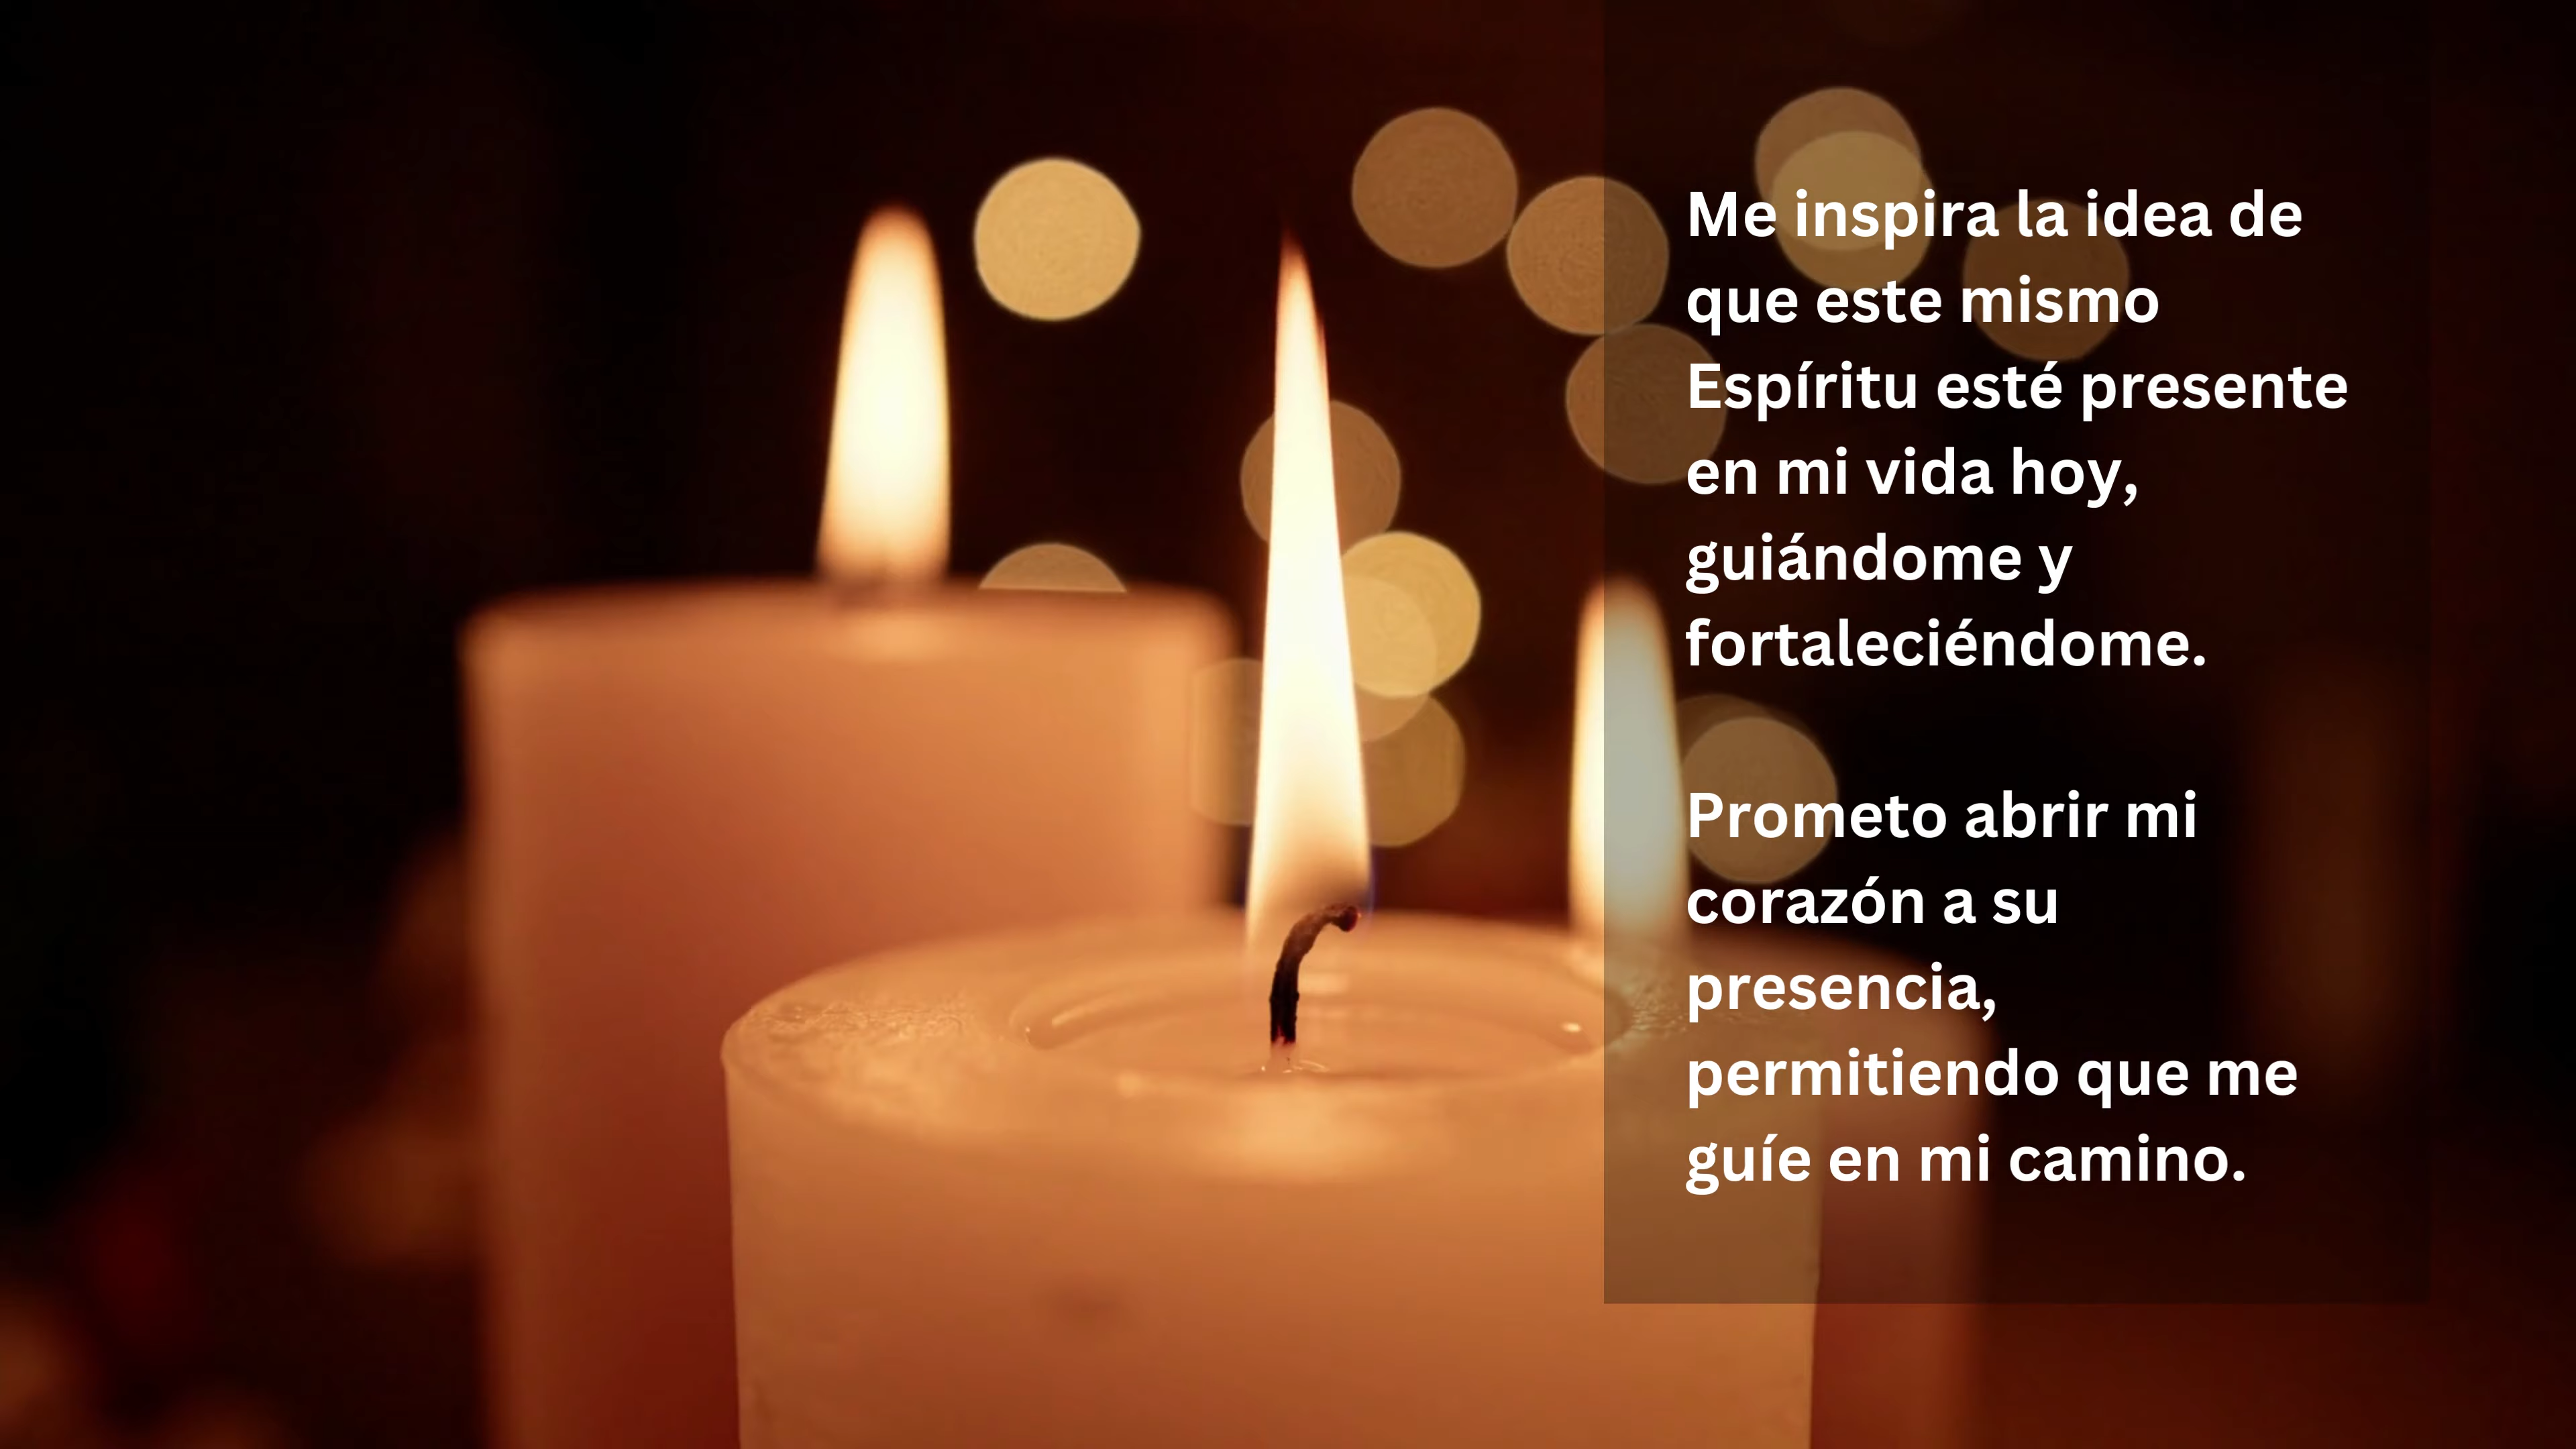 Me inspira la idea de
que este mismo
Espíritu esté presente
en mi vida hoy,
guiándome y
fortaleciéndome.
Prometo abrir mi
corazón a su
presencia,
permitiendo que me
guíe en mi camino.